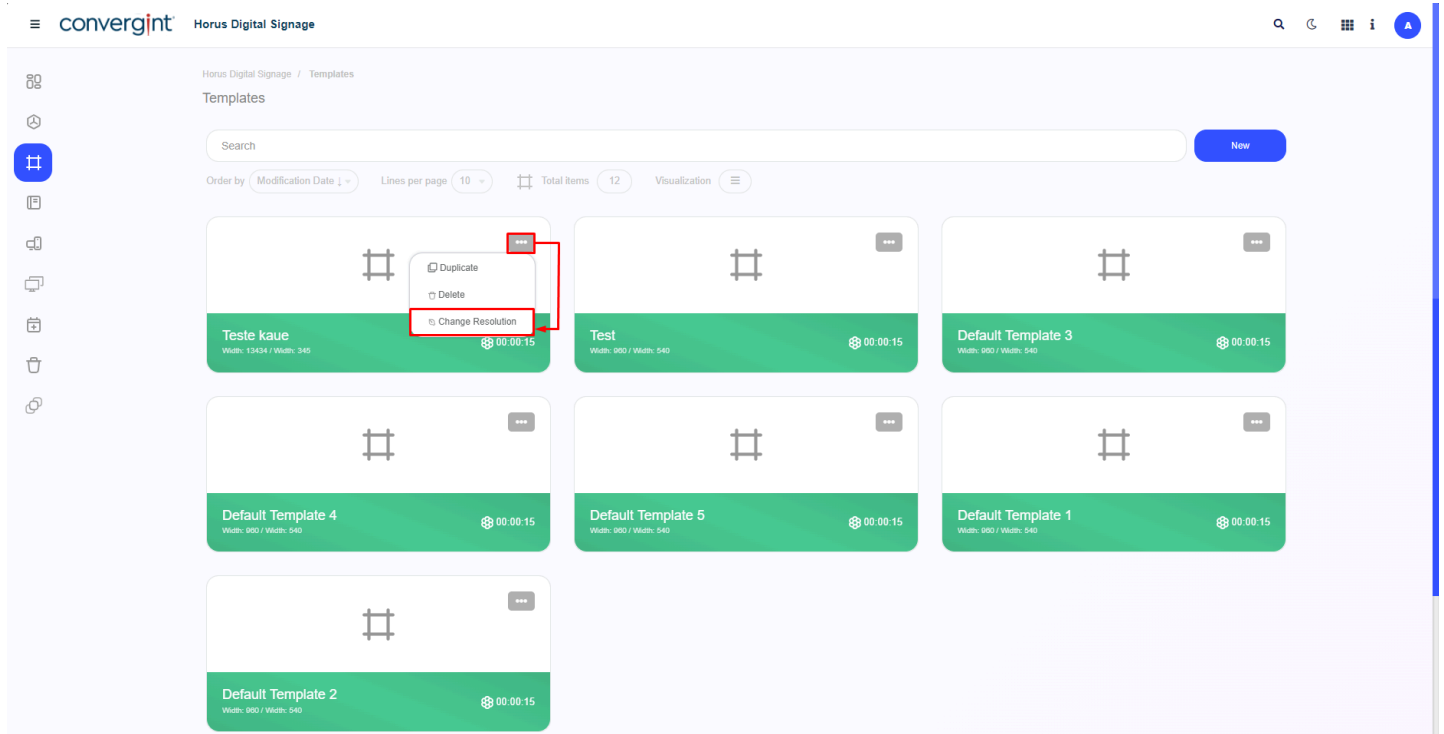 convergint Horus Digital Signage i A
Horus Digital Signage / Templates
Templates
Search New
Order by Modification Date ↓ Lines per page 10 Total items 12 Visualization
Duplicate
Delete
Change Resolution
Teste kaue
Width: 13434 / Width: 345
00:00:15
Test
Width: 960 / Width: 540
00:00:15
Default Template 3
Width: 960 / Width: 540
00:00:15
Default Template 4
Width: 960 / Width: 540
00:00:15
Default Template 5
Width: 960 / Width: 540
00:00:15
Default Template 1
Width: 960 / Width: 540
00:00:15
Default Template 2
Width: 960 / Width: 540
00:00:15